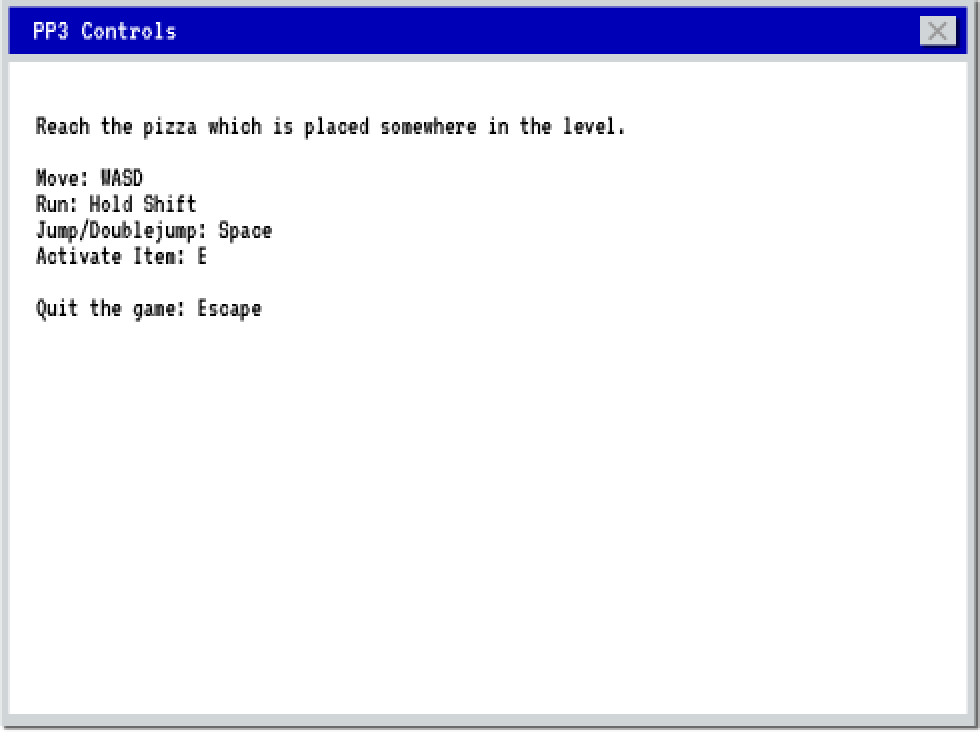 PP3 Controls
Reach the pizza which is placed somewhere in the level.
Move: WASD
Run: Hold Shift
Jump/Doublejump: Space
Activate Item: E
Quit the game: Escape